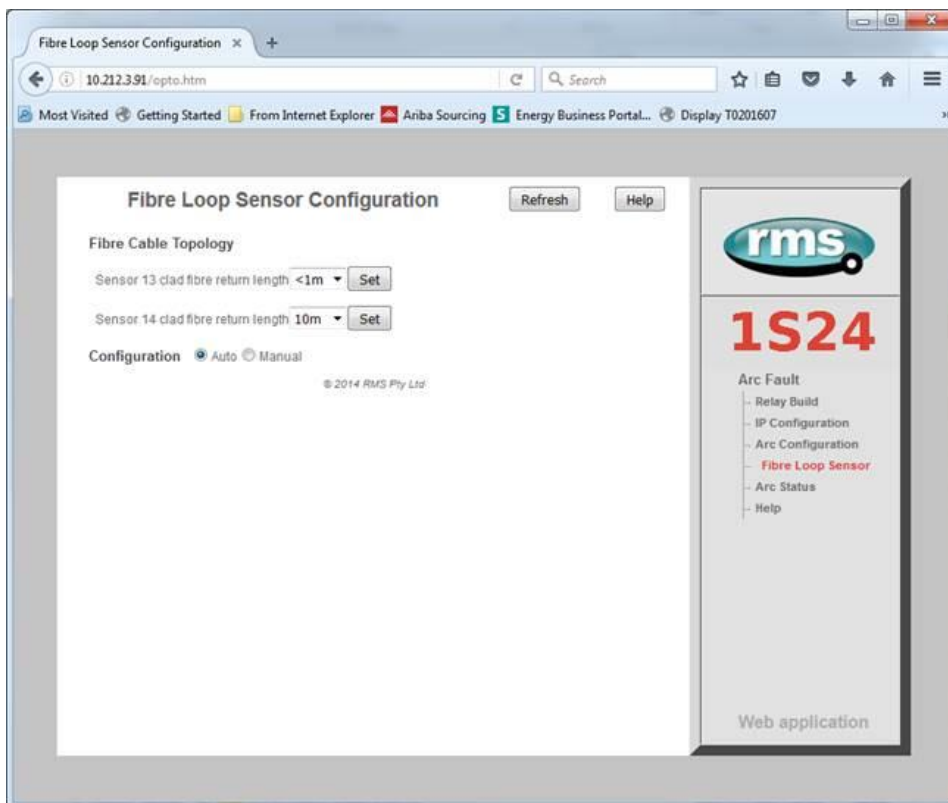 Fibre Loop Sensor Configuration
10.212.3.91/opto.htm
Search
Most Visited Getting Started From Internet Explorer Ariba Sourcing Energy Business Portal... Display T0201607
Fibre Loop Sensor Configuration Refresh Help
Fibre Cable Topology
Sensor 13 clad fibre return length <1m Set
Sensor 14 clad fibre return length 10m Set
Configuration Auto Manual
© 2014 RMS Pty Ltd
rms
1S24
Arc Fault
Relay Build
IP Configuration
Arc Configuration
Fibre Loop Sensor
Arc Status
Help
Web application